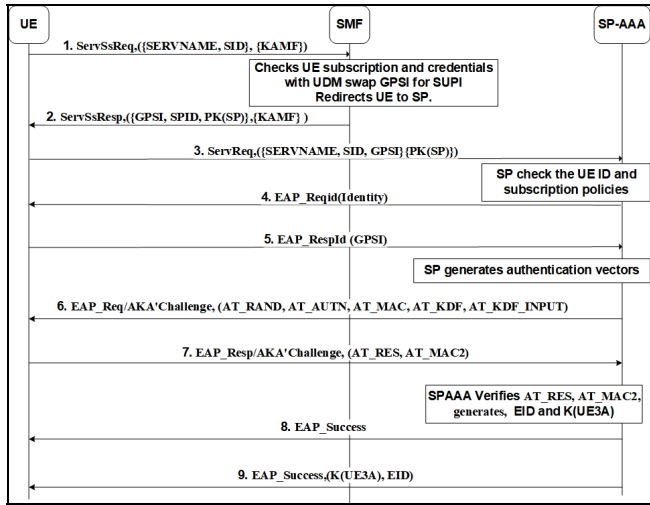 UE
SMF
SP-AAA
1. ServSsReq,({SERVNAME, SID}, {KAMF})
Checks UE subscription and credentials
with UDM swap GPSI for SUPI
Redirects UE to SP.
2. ServSsResp,({GPSI, SPID, PK(SP)},{KAMF} )
3. ServReq,({SERVNAME, SID, GPSI}{PK(SP)})
SP check the UE ID and
subscription policies
4. EAP_Reqid(Identity)
5. EAP_RespId (GPSI)
SP generates authentication vectors
6. EAP_Req/AKA'Challenge, (AT_RAND, AT_AUTN, AT_MAC, AT_KDF, AT_KDF_INPUT)
7. EAP_Resp/AKA'Challenge, (AT_RES, AT_MAC2)
SPAAA Verifies AT_RES, AT_MAC2,
generates, EID and K(UE3A)
8. EAP_Success
9. EAP_Success,(K(UE3A), EID)